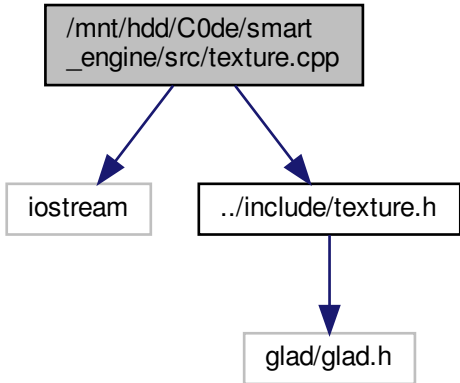 /mnt/hdd/C0de/smart
_engine/src/texture.cpp
iostream
../include/texture.h
glad/glad.h